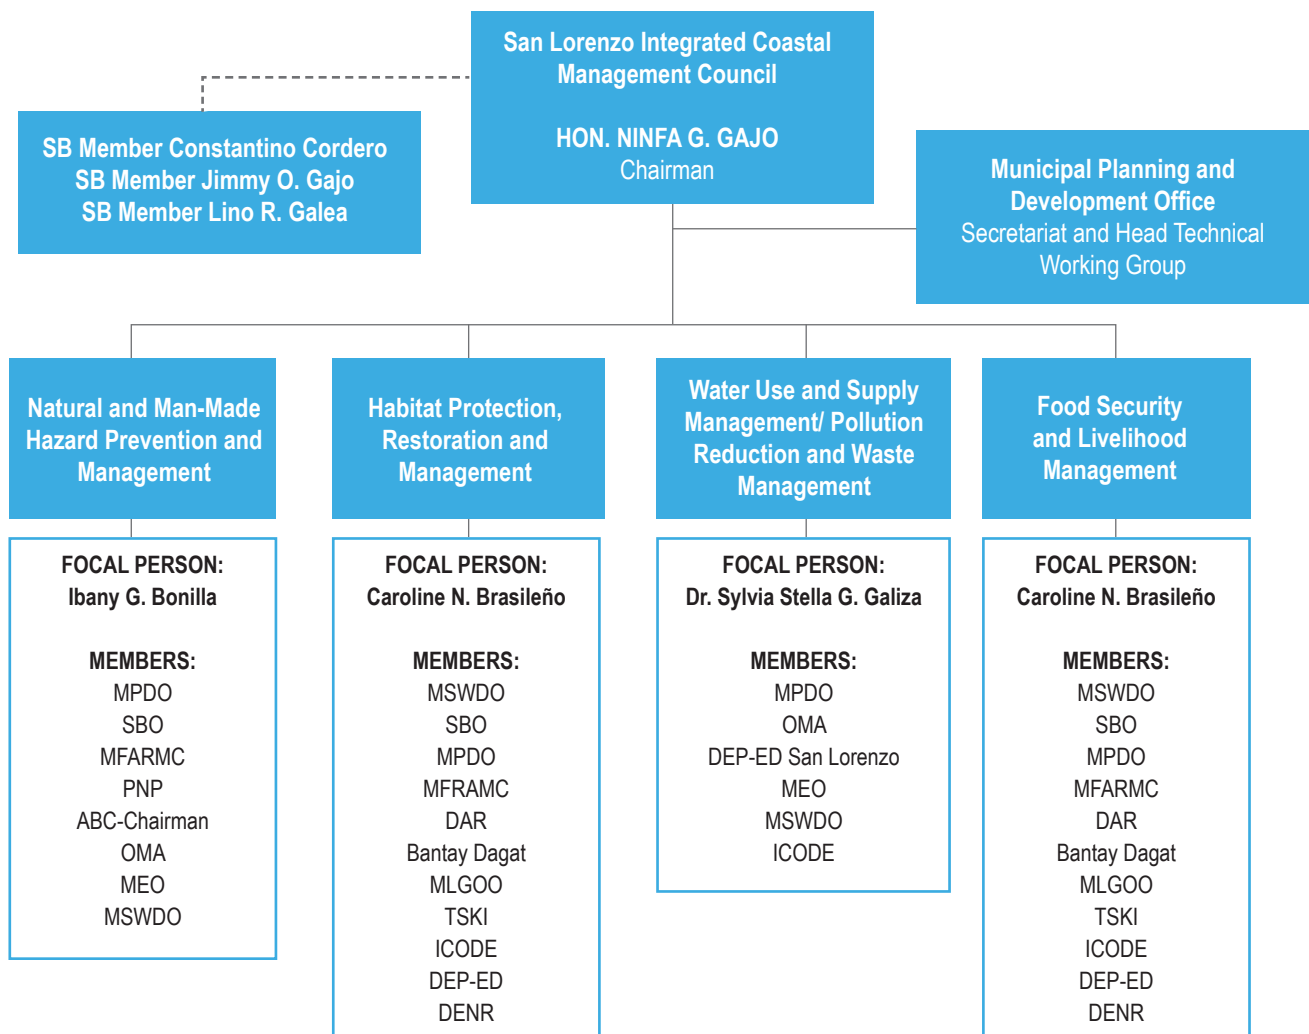 San Lorenzo Integrated Coastal
Management Council
HON. NINFA G. GAJO
Chairman
SB Member Constantino Cordero
SB Member Jimmy O. Gajo
SB Member Lino R. Galea
Municipal Planning and
Development Office
Secretariat and Head Technical
Working Group
Natural and Man-Made
Hazard Prevention and
Management
FOCAL PERSON:
Ibany G. Bonilla
MEMBERS:
MPDO
SBO
MFARMC
PNP
ABC-Chairman
OMA
MEO
MSWDO
Habitat Protection,
Restoration and
Management
FOCAL PERSON:
Caroline N. Brasileño
MEMBERS:
MSWDO
SBO
MPDO
MFRAMC
DAR
Bantay Dagat
MLGOO
TSKI
ICODE
DEP-ED
DENR
Water Use and Supply
Management/ Pollution
Reduction and Waste
Management
FOCAL PERSON:
Dr. Sylvia Stella G. Galiza
MEMBERS:
MPDO
OMA
DEP-ED San Lorenzo
MEO
MSWDO
ICODE
Food Security
and Livelihood
Management
FOCAL PERSON:
Caroline N. Brasileño
MEMBERS:
MSWDO
SBO
MPDO
MFARMC
DAR
Bantay Dagat
MLGOO
TSKI
ICODE
DEP-ED
DENR